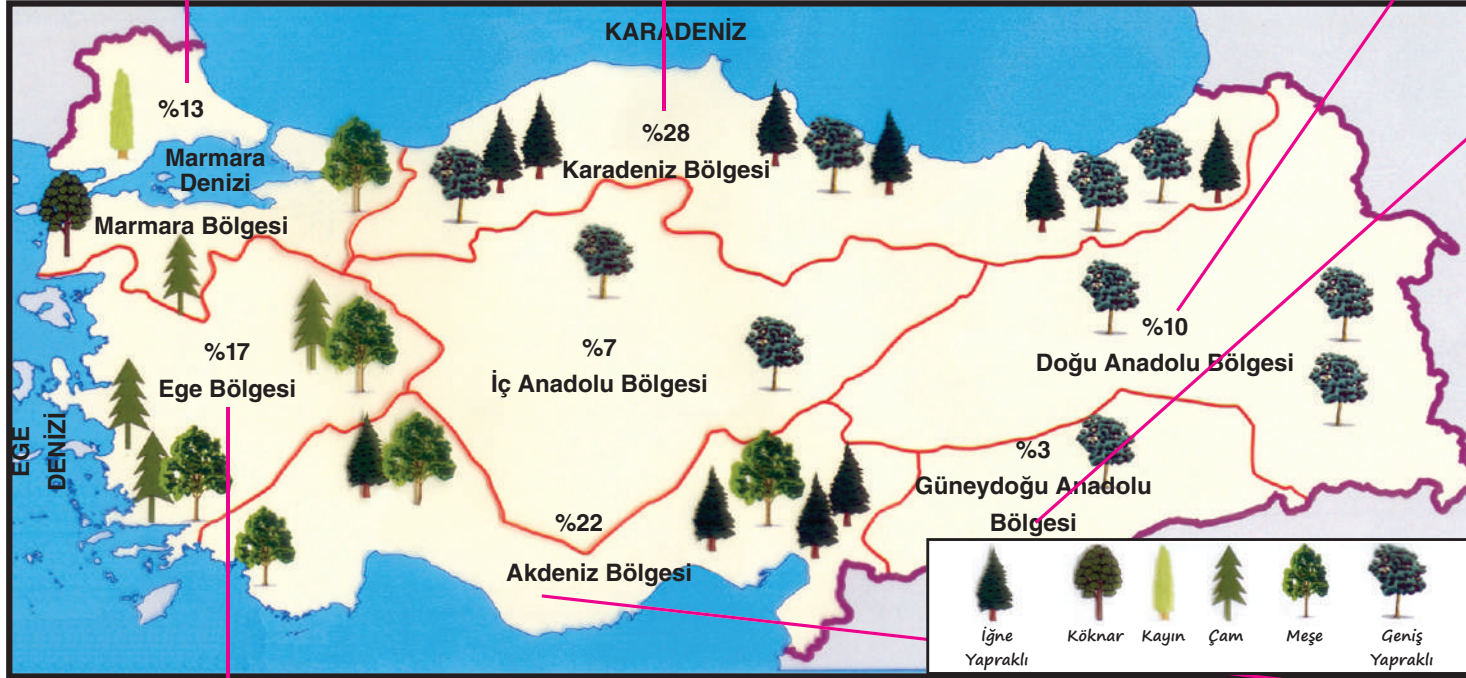 KARADENİZ
%13
%28
Marmara
Denizi
Karadeniz Bölgesi
Marmara Bölgesi
%10
%17
%7
Doğu Anadolu Bölgesi
Ege Bölgesi
İç Anadolu Bölgesi
EGE
DENİZİ
%3
Güneydoğu Anadolu
Bölgesi
%22
Akdeniz Bölgesi
İğne
Yapraklı
Köknar
Kayın
Çam
Meşe
Geniş
Yapraklı